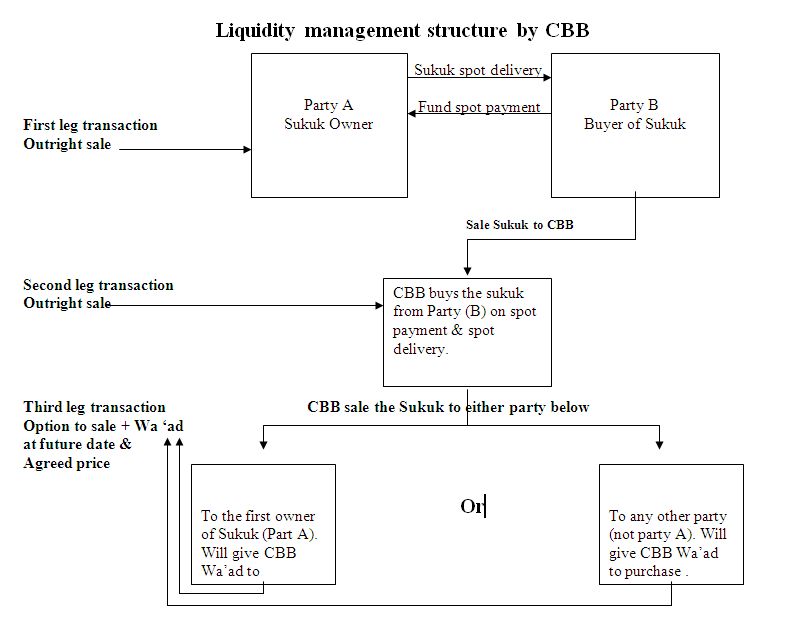 Liquidity management structure by CBB
Sukuk spot delivery
Party A
Sukuk Owner
Party B
Buyer of Sukuk
Fund spot payment
First leg transaction
Outright sale
Sale Sukuk to CBB
Second leg transaction
Outright sale
CBB buys the sukuk
from Party (B) on spot
payment & spot
delivery.
Third leg transaction
Option to sale + Wa ‘ad
at future date &
Agreed price
CBB sale the Sukuk to either party below
To the first owner
of Sukuk (Part A).
Will give CBB
Wa’ad to
Or
To any other party
(not party A). Will
give CBB Wa’ad
to purchase .